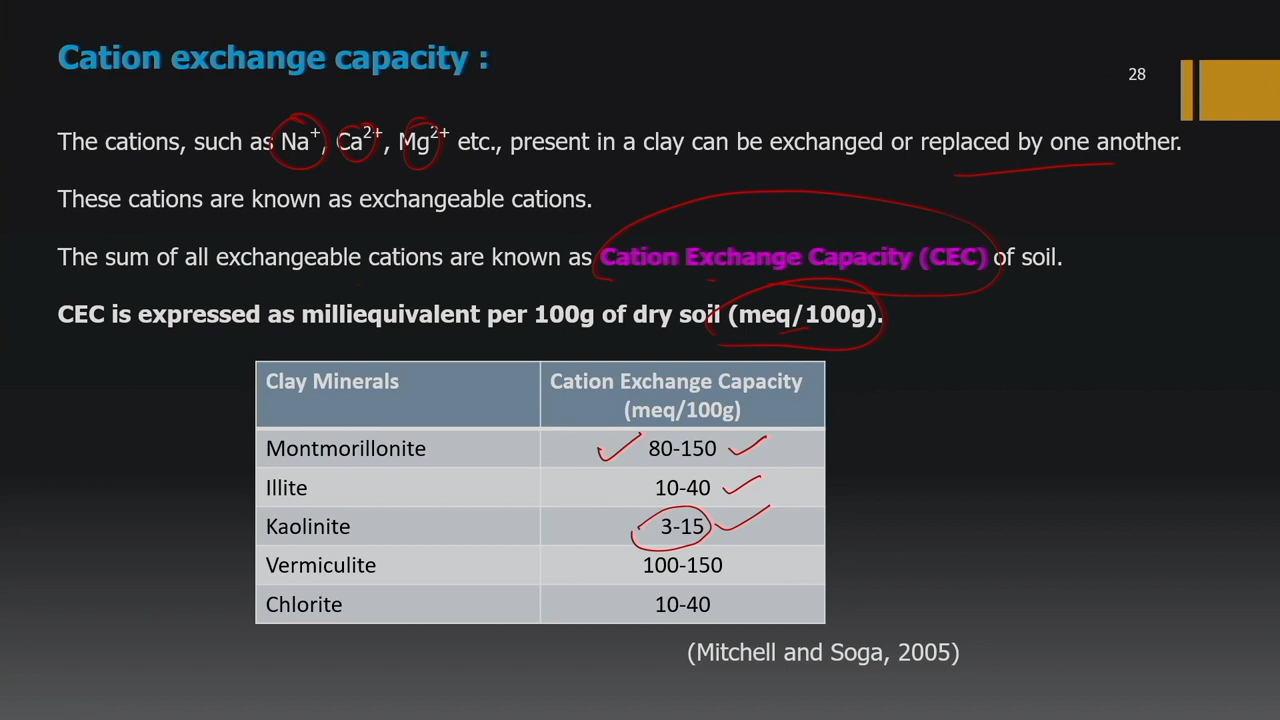 Cation exchange capacity :
28
The cations, such as Na⁺, Ca²⁺, Mg²⁺ etc., present in a clay can be exchanged or replaced by one another.
These cations are known as exchangeable cations.
The sum of all exchangeable cations are known as Cation Exchange Capacity (CEC) of soil.
CEC is expressed as milliequivalent per 100g of dry soil (meq/100g).
Clay Minerals Cation Exchange Capacity
(meq/100g)
Montmorillonite 80-150
Illite 10-40
Kaolinite 3-15
Vermiculite 100-150
Chlorite 10-40
(Mitchell and Soga, 2005)